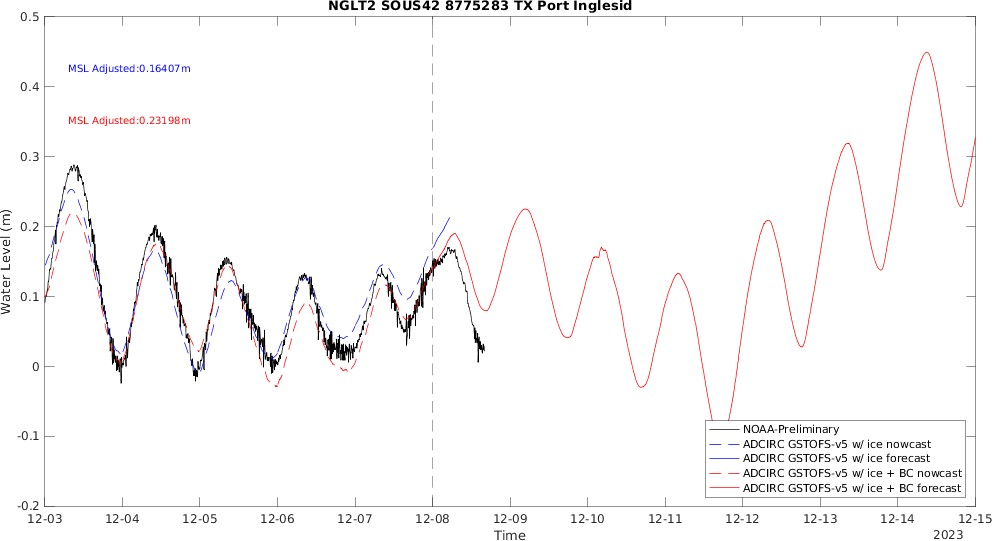 NGLT2 SOUS42 8775283 TX Port Inglesid
0.5
MSL Adjusted:0.16407m
0.4
MSL Adjusted:0.23198m
0.3
0.2
Water Level (m)
0.1
0
-0.1
NOAA-Preliminary
ADCIRC GSTOFS-v5 w/ ice nowcast
ADCIRC GSTOFS-v5 w/ ice forecast
ADCIRC GSTOFS-v5 w/ ice + BC nowcast
ADCIRC GSTOFS-v5 w/ ice + BC forecast
-0.2
12-03 12-04 12-05 12-06 12-07 12-08 12-09 12-10 12-11 12-12 12-13 12-14 12-15
Time
2023